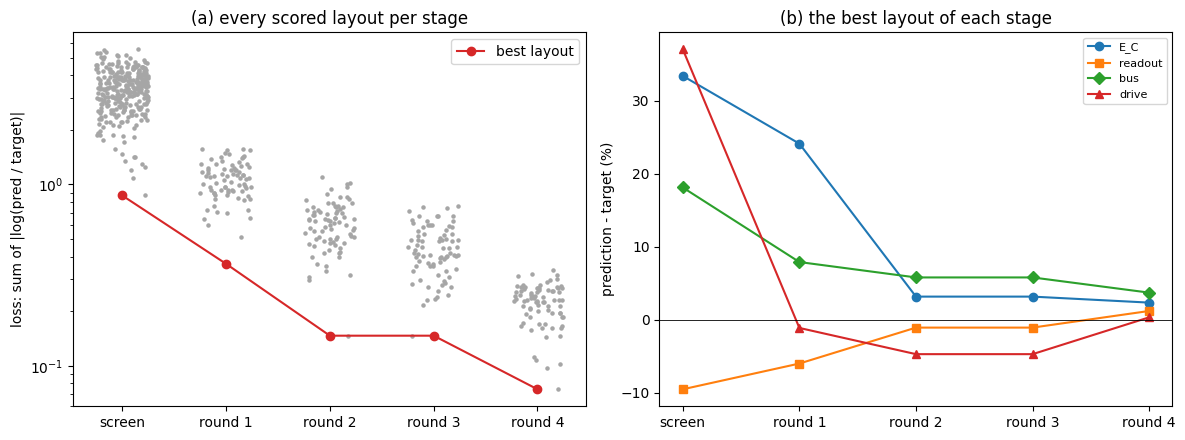 (a) every scored layout per stage
loss: sum of |log(pred / target)|
10⁰
10⁻¹
best layout
screen
round 1
round 2
round 3
round 4
(b) the best layout of each stage
prediction - target (%)
30
20
10
0
−10
E_C
readout
bus
drive
screen
round 1
round 2
round 3
round 4